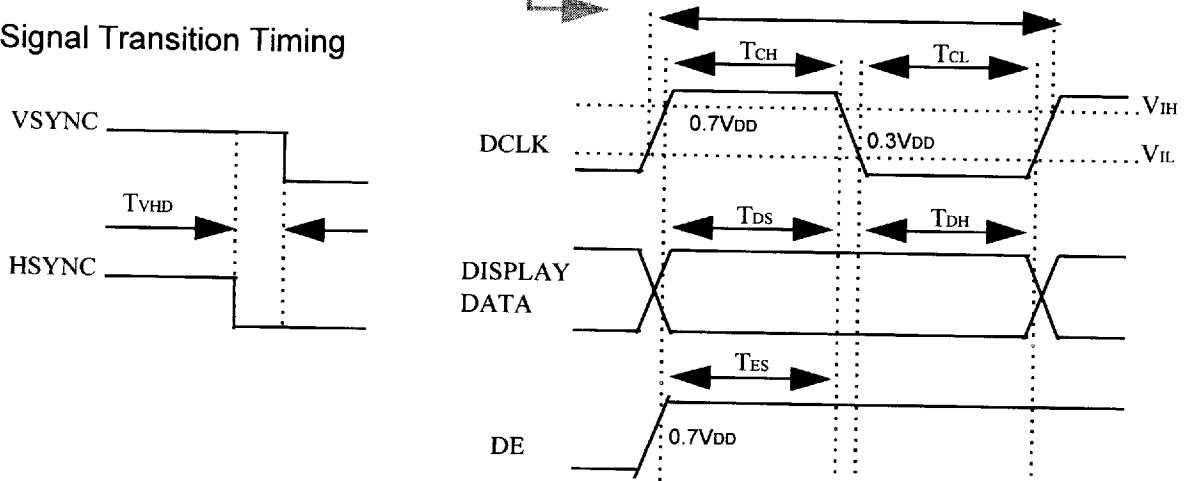 Signal Transition Timing
VSYNC
TVHD
HSYNC
TCH
TCL
DCLK
0.7VDD
0.3VDD
VIH
VIL
TDS
TDH
DISPLAY
DATA
TES
DE
0.7VDD